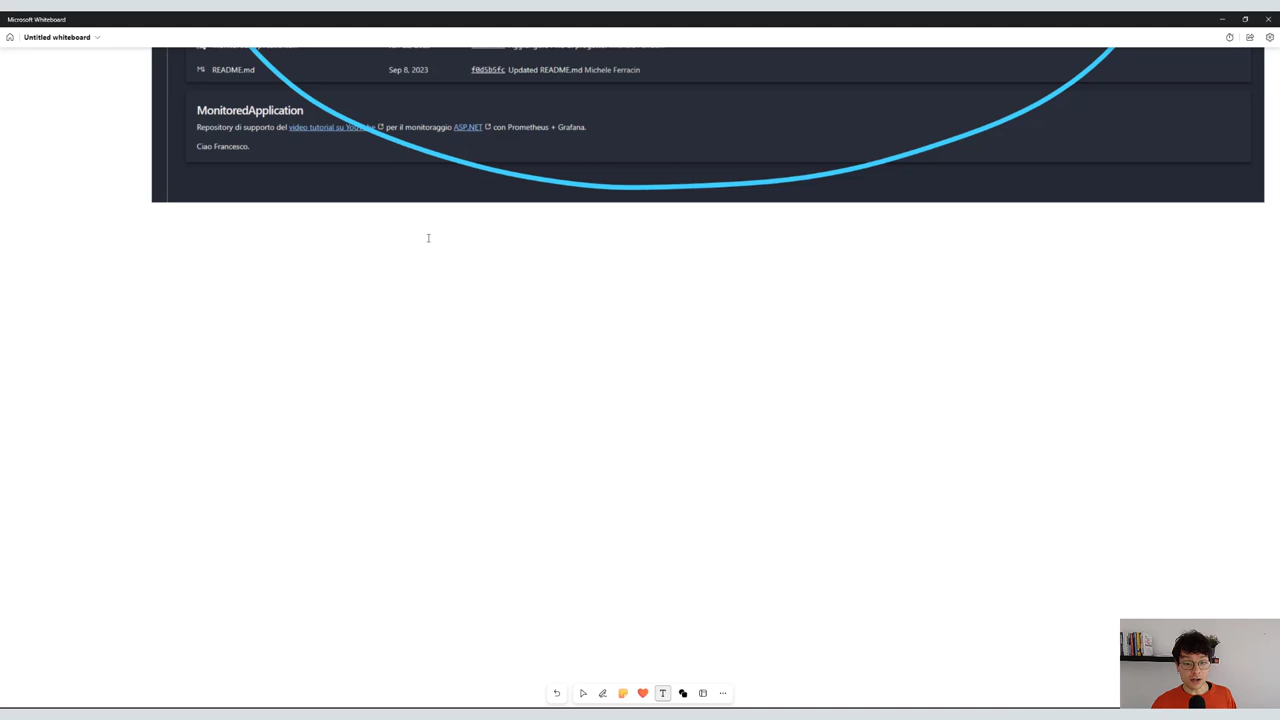 Microsoft Whiteboard
Untitled whiteboard
README.md Sep 8, 2023 f0d5b5fc Updated README.md Michele Ferracin
MonitoredApplication
Repository di supporto del video tutorial su YouTube per il monitoraggio ASP.NET con Prometheus + Grafana.
Ciao Francesco.
T